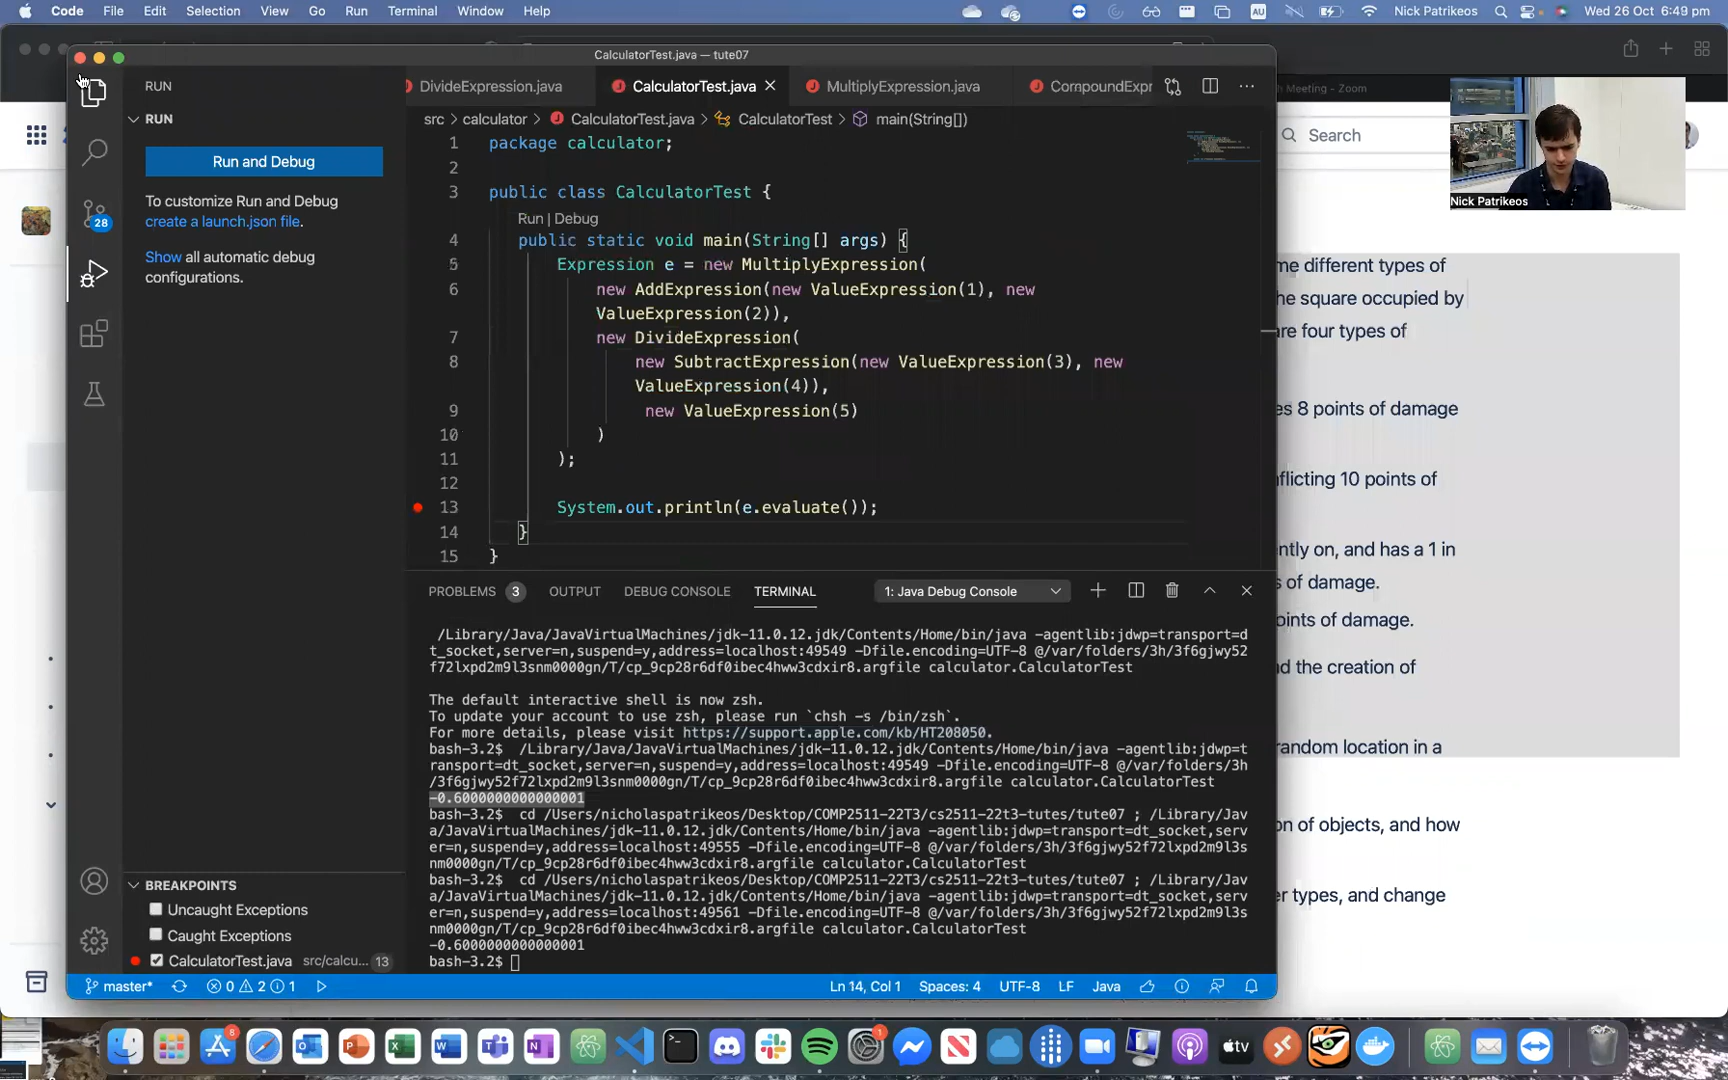 Code File Edit Selection View Go Run Terminal Window Help
AU Nick Patrikeos Wed 26 Oct 6:49 pm
CalculatorTest.java — tute07
RUN
DivideExpression.java CalculatorTest.java MultiplyExpression.java CompoundExpr
RUN
src calculator CalculatorTest.java CalculatorTest main(String[])
Run and Debug
To customize Run and Debug
create a launch.json file.
Show all automatic debug
configurations.
28
1 package calculator;
2
3 public class CalculatorTest {
Run | Debug
4 public static void main(String[] args) {
5 Expression e = new MultiplyExpression(
6 new AddExpression(new ValueExpression(1), new
ValueExpression(2)),
7 new DivideExpression(
8 new SubtractExpression(new ValueExpression(3), new
ValueExpression(4)),
9 new ValueExpression(5)
10 )
11 );
12
13 System.out.println(e.evaluate());
14 }
15 }
PROBLEMS 3 OUTPUT DEBUG CONSOLE TERMINAL 1: Java Debug Console
/Library/Java/JavaVirtualMachines/jdk-11.0.12.jdk/Contents/Home/bin/java -agentlib:jdwp=transport=d
t_socket,server=n,suspend=y,address=localhost:49549 -Dfile.encoding=UTF-8 @/var/folders/3h/3f6gjwy52
f72lxpd2m9l3snm0000gn/T/cp_9cp28r6df0ibec4hww3cdxir8.argfile calculator.CalculatorTest
The default interactive shell is now zsh.
To update your account to use zsh, please run `chsh -s /bin/zsh`.
For more details, please visit https://support.apple.com/kb/HT208050.
bash-3.2$ /Library/Java/JavaVirtualMachines/jdk-11.0.12.jdk/Contents/Home/bin/java -agentlib:jdwp=t
ransport=dt_socket,server=n,suspend=y,address=localhost:49549 -Dfile.encoding=UTF-8 @/var/folders/3h
/3f6gjwy52f72lxpd2m9l3snm0000gn/T/cp_9cp28r6df0ibec4hww3cdxir8.argfile calculator.CalculatorTest
-0.6000000000000001
bash-3.2$ cd /Users/nicholaspatrikeos/Desktop/COMP2511-22T3/cs2511-22t3-tutes/tute07 ; /Library/Jav
a/JavaVirtualMachines/jdk-11.0.12.jdk/Contents/Home/bin/java -agentlib:jdwp=transport=dt_socket,serv
er=n,suspend=y,address=localhost:49555 -Dfile.encoding=UTF-8 @/var/folders/3h/3f6gjwy52f72lxpd2m9l3s
nm0000gn/T/cp_9cp28r6df0ibec4hww3cdxir8.argfile calculator.CalculatorTest
bash-3.2$ cd /Users/nicholaspatrikeos/Desktop/COMP2511-22T3/cs2511-22t3-tutes/tute07 ; /Library/Jav
a/JavaVirtualMachines/jdk-11.0.12.jdk/Contents/Home/bin/java -agentlib:jdwp=transport=dt_socket,serv
er=n,suspend=y,address=localhost:49561 -Dfile.encoding=UTF-8 @/var/folders/3h/3f6gjwy52f72lxpd2m9l3s
nm0000gn/T/cp_9cp28r6df0ibec4hww3cdxir8.argfile calculator.CalculatorTest
-0.6000000000000001
bash-3.2$
BREAKPOINTS
Uncaught Exceptions
Caught Exceptions
CalculatorTest.java src/calcu... 13
master* 0 2 1 Ln 14, Col 1 Spaces: 4 UTF-8 LF Java
Meeting - Zoom
Search
Nick Patrikeos
me different types of
he square occupied by
are four types of
es 8 points of damage
nflicting 10 points of
ntly on, and has a 1 in
s of damage.
oints of damage.
nd the creation of
random location in a
on of objects, and how
er types, and change
8 1
tv